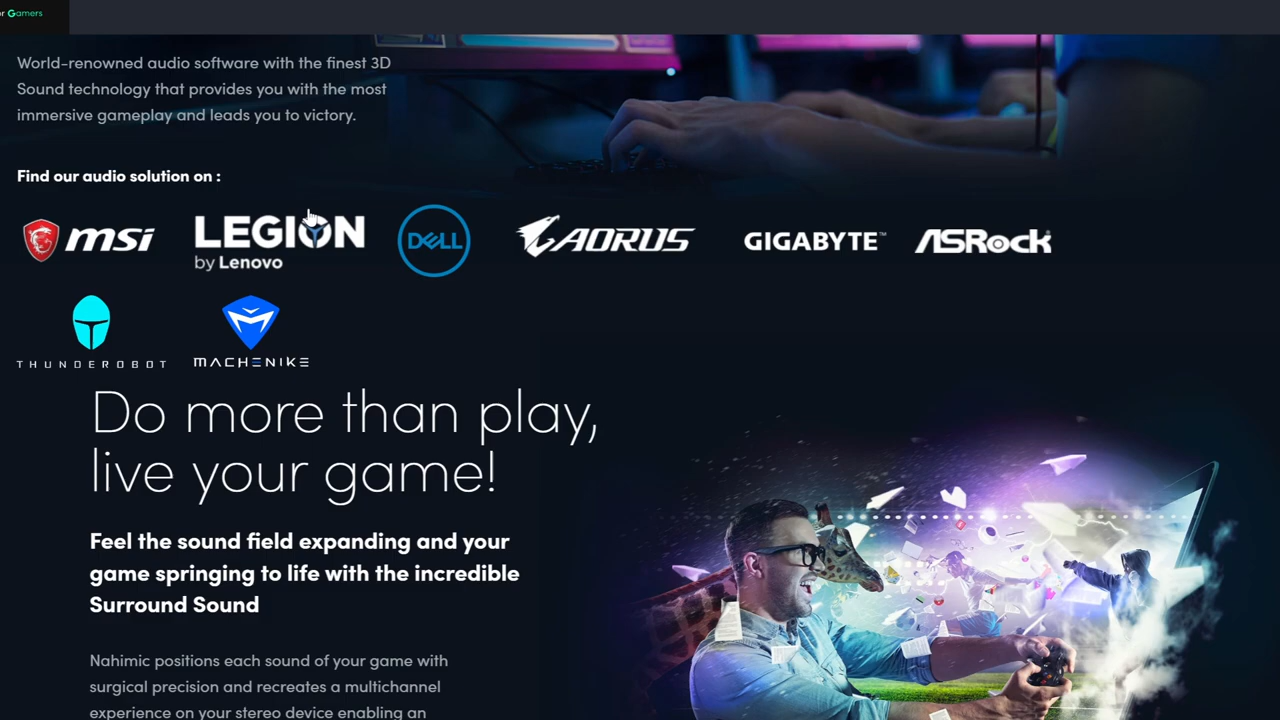 or Gamers
World-renowned audio software with the finest 3D
Sound technology that provides you with the most
immersive gameplay and leads you to victory.
Find our audio solution on :
msi
LEGION
by Lenovo
DELL
AORUS
GIGABYTE™
ASRock
THUNDEROBOT
MACHENIKE
Do more than play,
live your game!
Feel the sound field expanding and your
game springing to life with the incredible
Surround Sound
Nahimic positions each sound of your game with
surgical precision and recreates a multichannel
experience on your stereo device enabling an